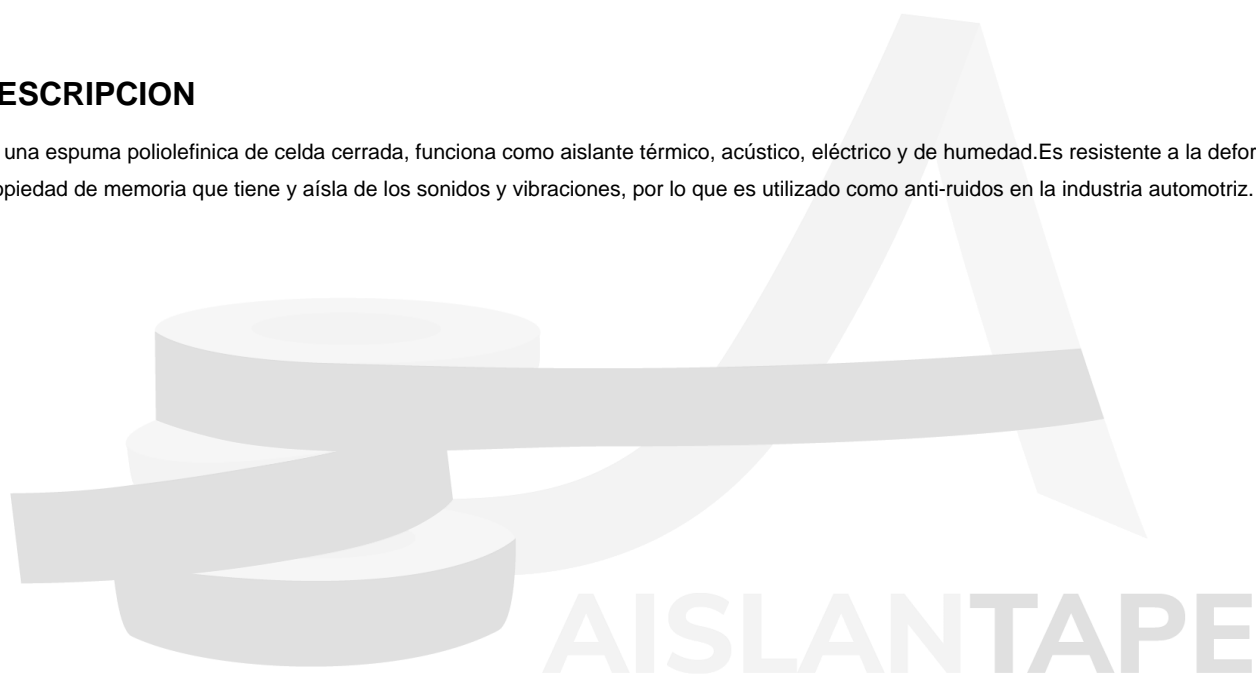 ESCRIPCION
una espuma poliolefinica de celda cerrada, funciona como aislante térmico, acústico, eléctrico y de humedad.Es resistente a la defor
opiedad de memoria que tiene y aísla de los sonidos y vibraciones, por lo que es utilizado como anti-ruidos en la industria automotriz.
AISLANTAPE